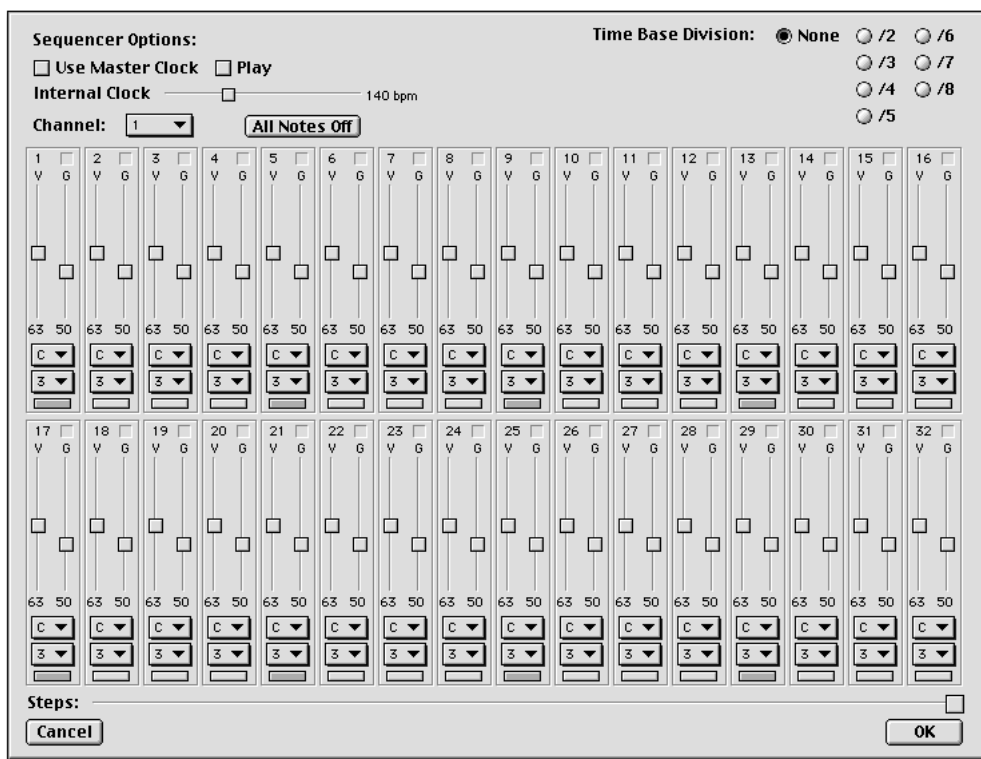 Sequencer Options:
Time Base Division: None /2 /6
Use Master Clock Play
/3 /7
Internal Clock 140 bpm
/4 /8
Channel: 1 All Notes Off
/5
1 2 3 4 5 6 7 8 9 10 11 12 13 14 15 16
V G V G V G V G V G V G V G V G V G V G V G V G V G V G V G V G
63 50 63 50 63 50 63 50 63 50 63 50 63 50 63 50 63 50 63 50 63 50 63 50 63 50 63 50 63 50 63 50
C C C C C C C C C C C C C C C C
3 3 3 3 3 3 3 3 3 3 3 3 3 3 3 3
17 18 19 20 21 22 23 24 25 26 27 28 29 30 31 32
V G V G V G V G V G V G V G V G V G V G V G V G V G V G V G V G
63 50 63 50 63 50 63 50 63 50 63 50 63 50 63 50 63 50 63 50 63 50 63 50 63 50 63 50 63 50 63 50
C C C C C C C C C C C C C C C C
3 3 3 3 3 3 3 3 3 3 3 3 3 3 3 3
Steps:
Cancel OK